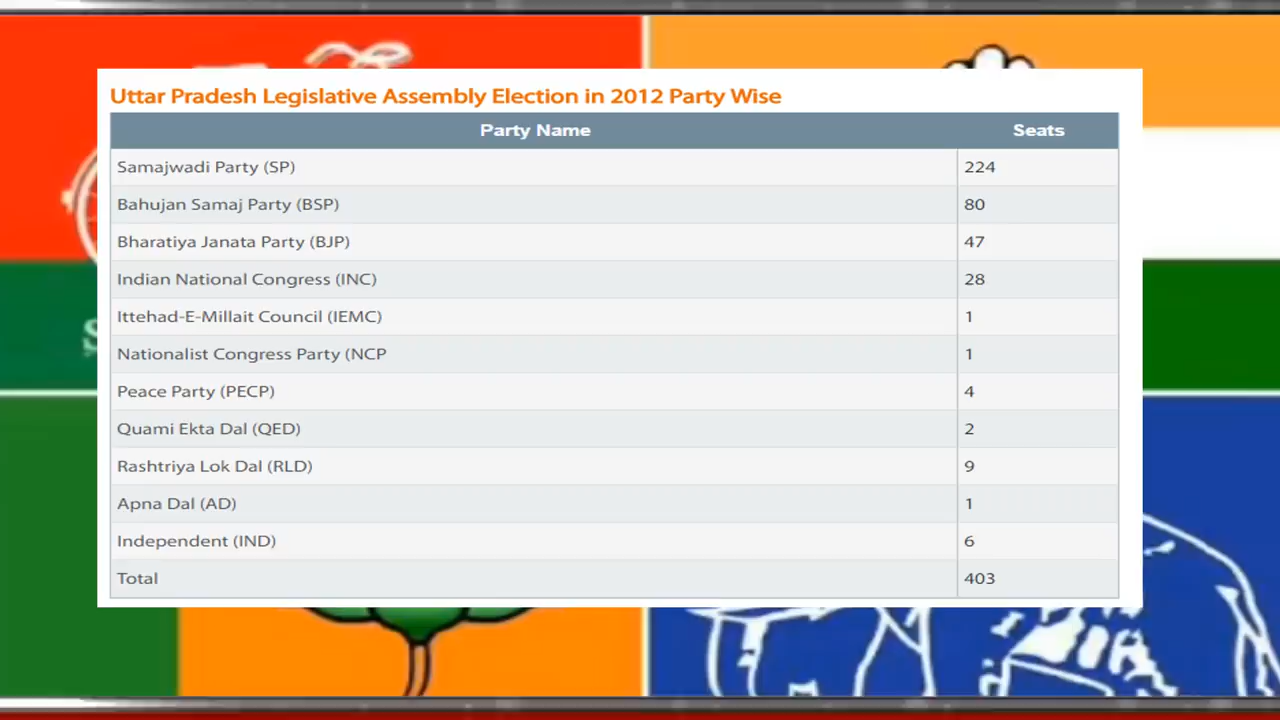 Uttar Pradesh Legislative Assembly Election in 2012 Party Wise
Party Name Seats
Samajwadi Party (SP) 224
Bahujan Samaj Party (BSP) 80
Bharatiya Janata Party (BJP) 47
Indian National Congress (INC) 28
Ittehad-E-Millait Council (IEMC) 1
Nationalist Congress Party (NCP 1
Peace Party (PECP) 4
Quami Ekta Dal (QED) 2
Rashtriya Lok Dal (RLD) 9
Apna Dal (AD) 1
Independent (IND) 6
Total 403